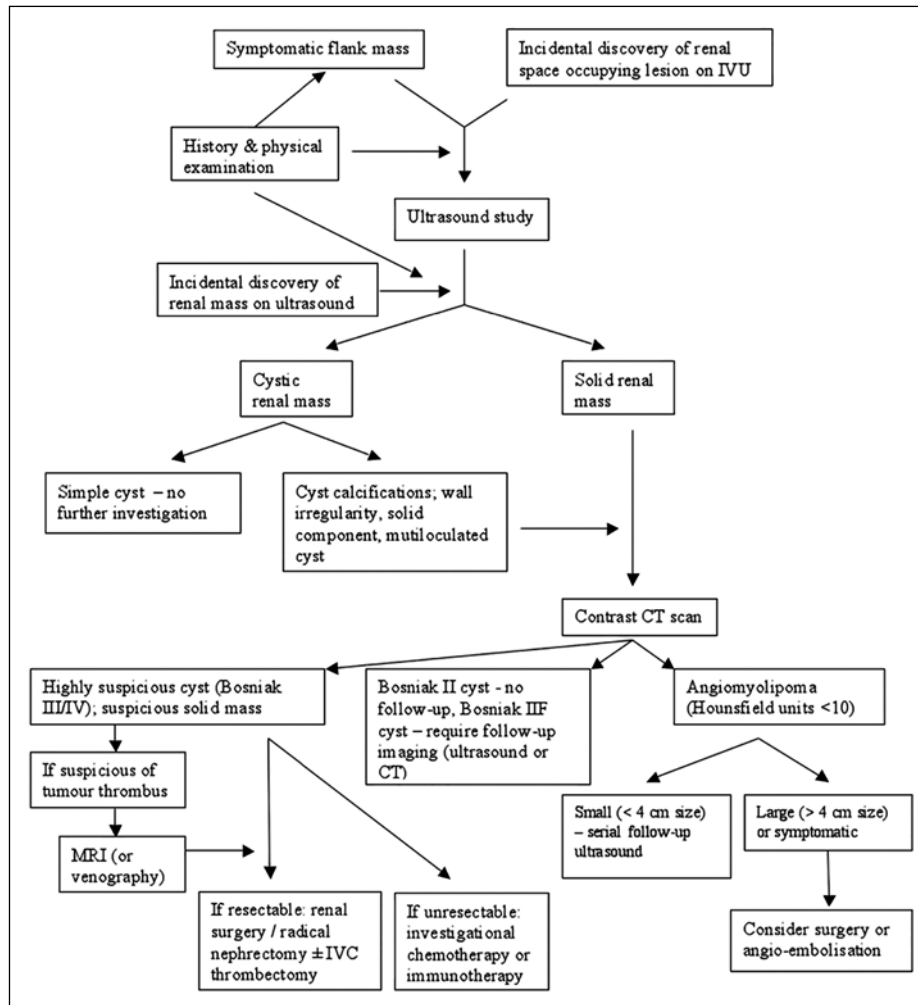 Symptomatic flank mass
Incidental discovery of renal
space occupying lesion on IVU
History & physical
examination
Ultrasound study
Incidental discovery of
renal mass on ultrasound
Cystic
renal mass
Solid renal
mass
Simple cyst – no
further investigation
Cyst calcifications; wall
irregularity, solid
component, mutiloculated
cyst
Contrast CT scan
Highly suspicious cyst (Bosniak
III/IV); suspicious solid mass
Bosniak II cyst - no
follow-up, Bosniak IIF
cyst – require follow-up
imaging (ultrasound or
CT)
Angiomyolipoma
(Hounsfield units <10)
If suspicious of
tumour thrombus
Small (< 4 cm size)
– serial follow-up
ultrasound
Large (> 4 cm size)
or symptomatic
MRI (or
venography)
If resectable: renal
surgery / radical
nephrectomy ± IVC
thrombectomy
If unresectable:
investigational
chemotherapy or
immunotherapy
Consider surgery or
angio-embolisation